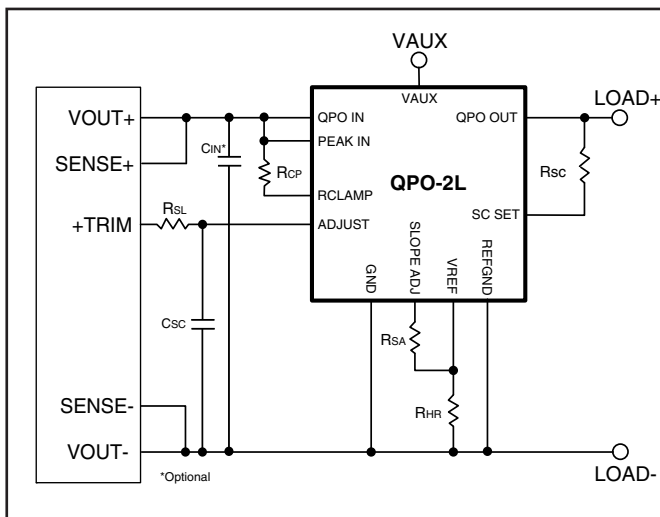 VAUX
VAUX
VOUT+
QPO IN
QPO OUT
LOAD+
CIN*
PEAK IN
SENSE+
RCP
QPO-2L
RSC
RCLAMP
+TRIM
RSL
ADJUST
SC SET
GND
SLOPE ADJ
VREF
REFGND
CSC
RSA
RHR
SENSE-
VOUT-
*Optional
LOAD-